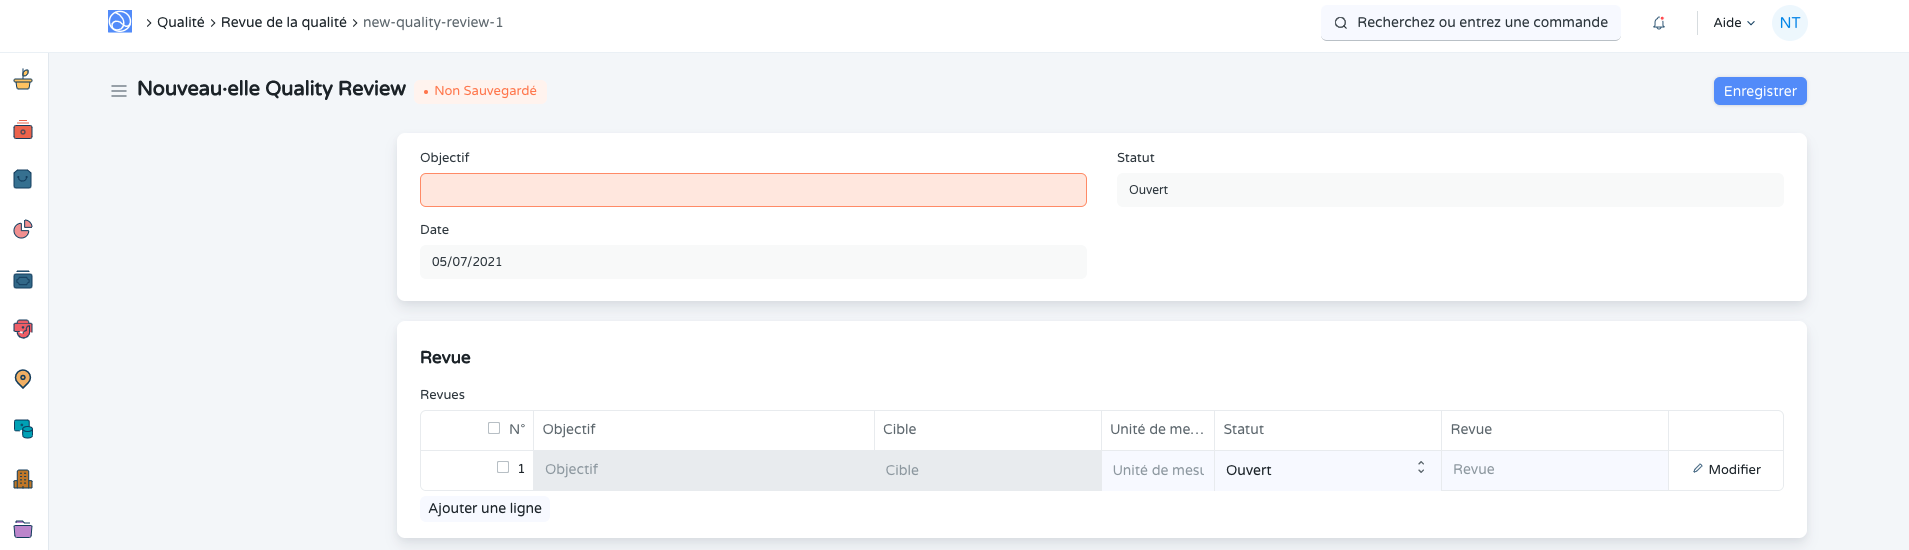 Qualité > Revue de la qualité > new-quality-review-1
Recherchez ou entrez une commande
Aide
NT
Nouveau·elle Quality Review
• Non Sauvegardé
Enregistrer
Objectif
Statut
Ouvert
Date
05/07/2021
Revue
Revues
N° Objectif Cible Unité de me... Statut Revue
1 Objectif Cible Unité de mesu Ouvert Revue Modifier
Ajouter une ligne